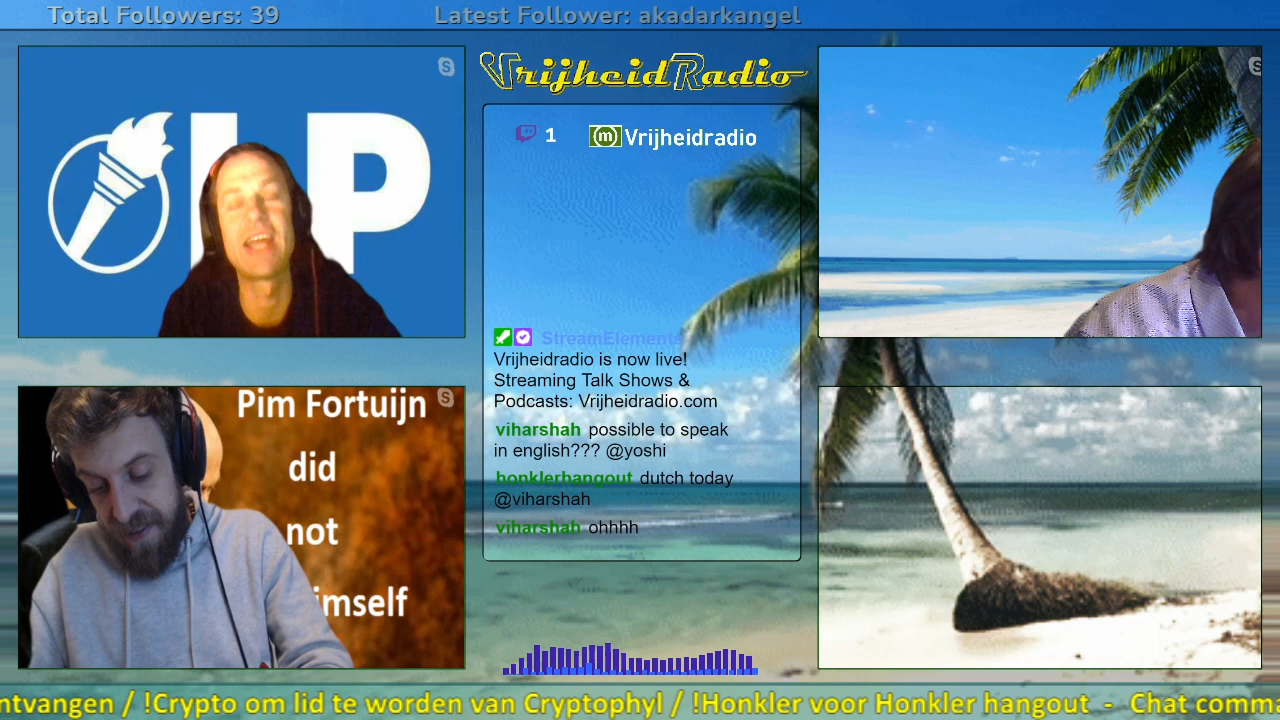 Total Followers: 39
Latest Follower: akadarkangel
LP
VrijheidRadio
1
Vrijheidradio
StreamElements
Vrijheidradio is now live!
Streaming Talk Shows &
Podcasts: Vrijheidradio.com
viharshah possible to speak
in english??? @yoshi
honklerhangout dutch today
@viharshah
viharshah ohhhh
Pim Fortuijn
did
not
imself
ntvangen / !Crypto om lid te worden van Cryptophyl / !Honkler voor Honkler hangout - Chat comma